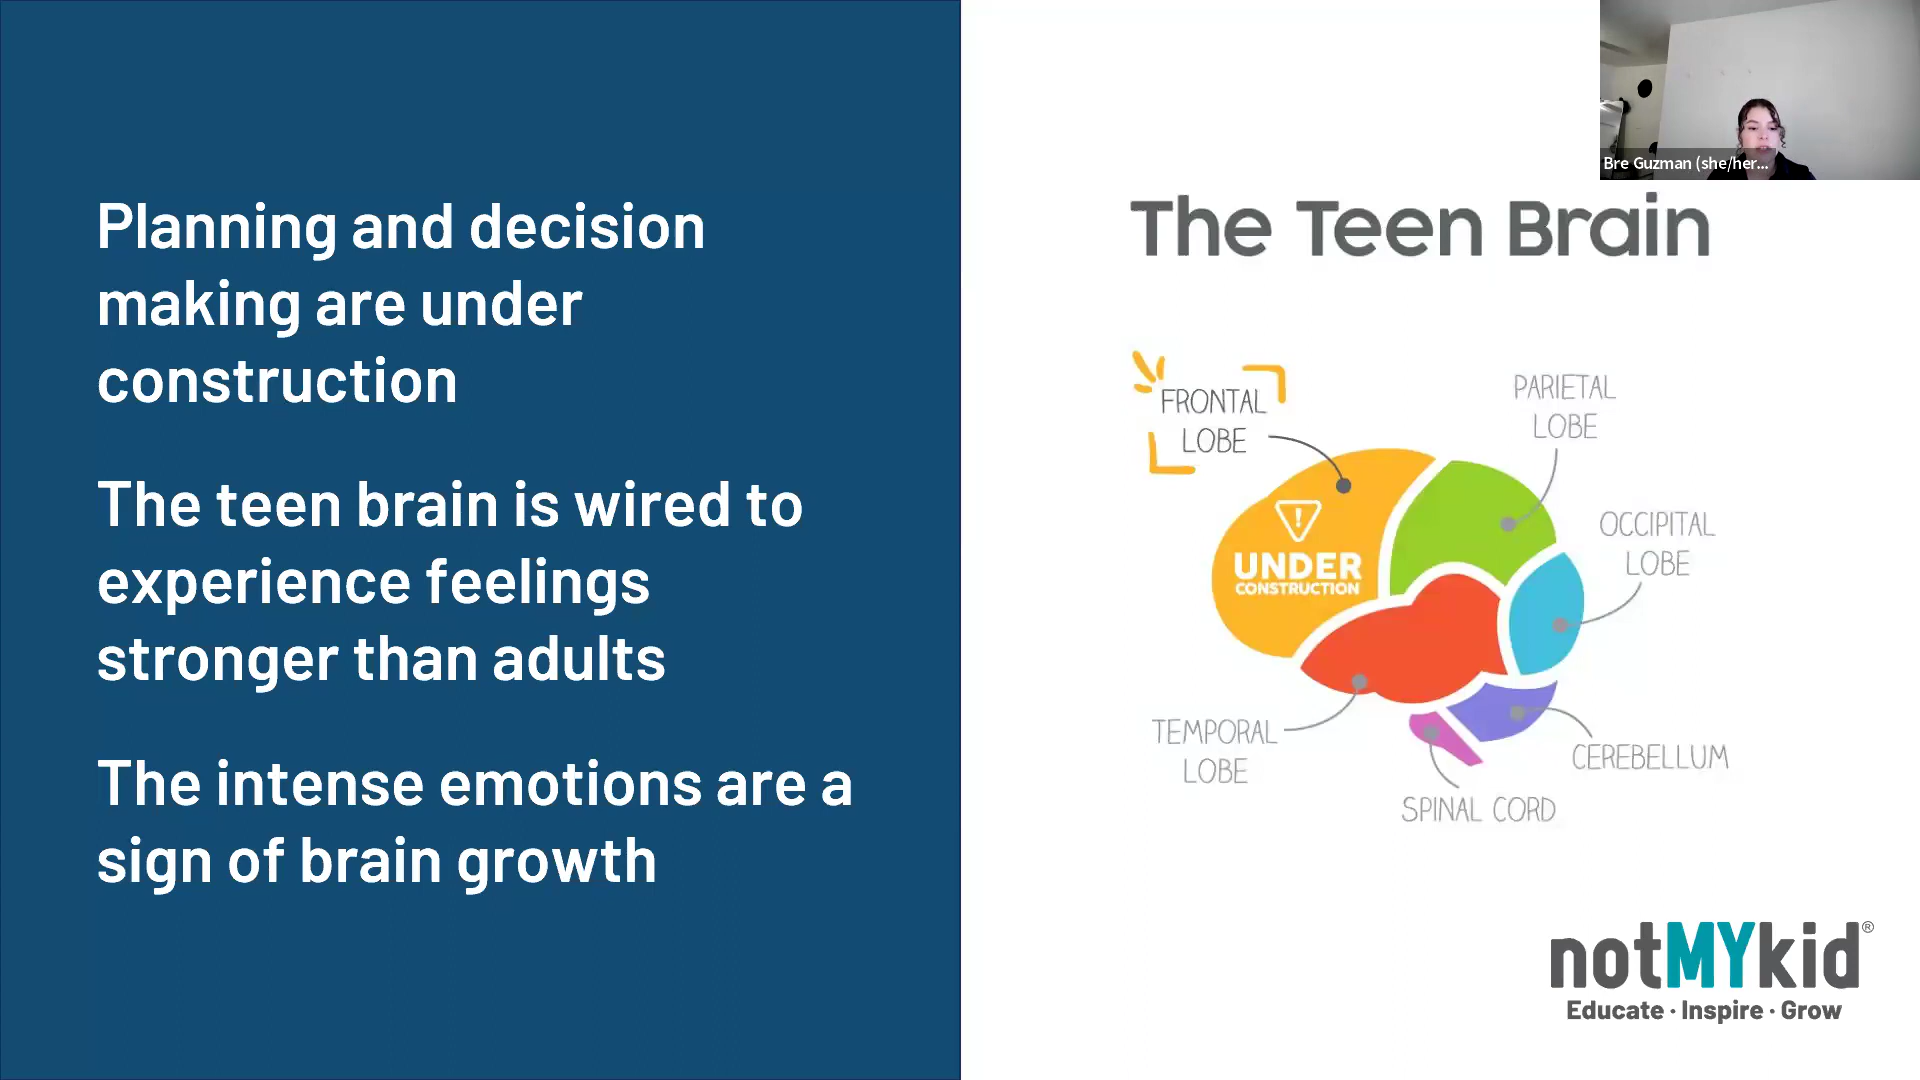 Planning and decision
making are under
construction
The teen brain is wired to
experience feelings
stronger than adults
The intense emotions are a
sign of brain growth
Bre Guzman (she/her...
The Teen Brain
FRONTAL
LOBE
PARIETAL
LOBE
OCCIPITAL
LOBE
UNDER
CONSTRUCTION
TEMPORAL
LOBE
CEREBELLUM
SPINAL CORD
notMYkid®
Educate · Inspire · Grow